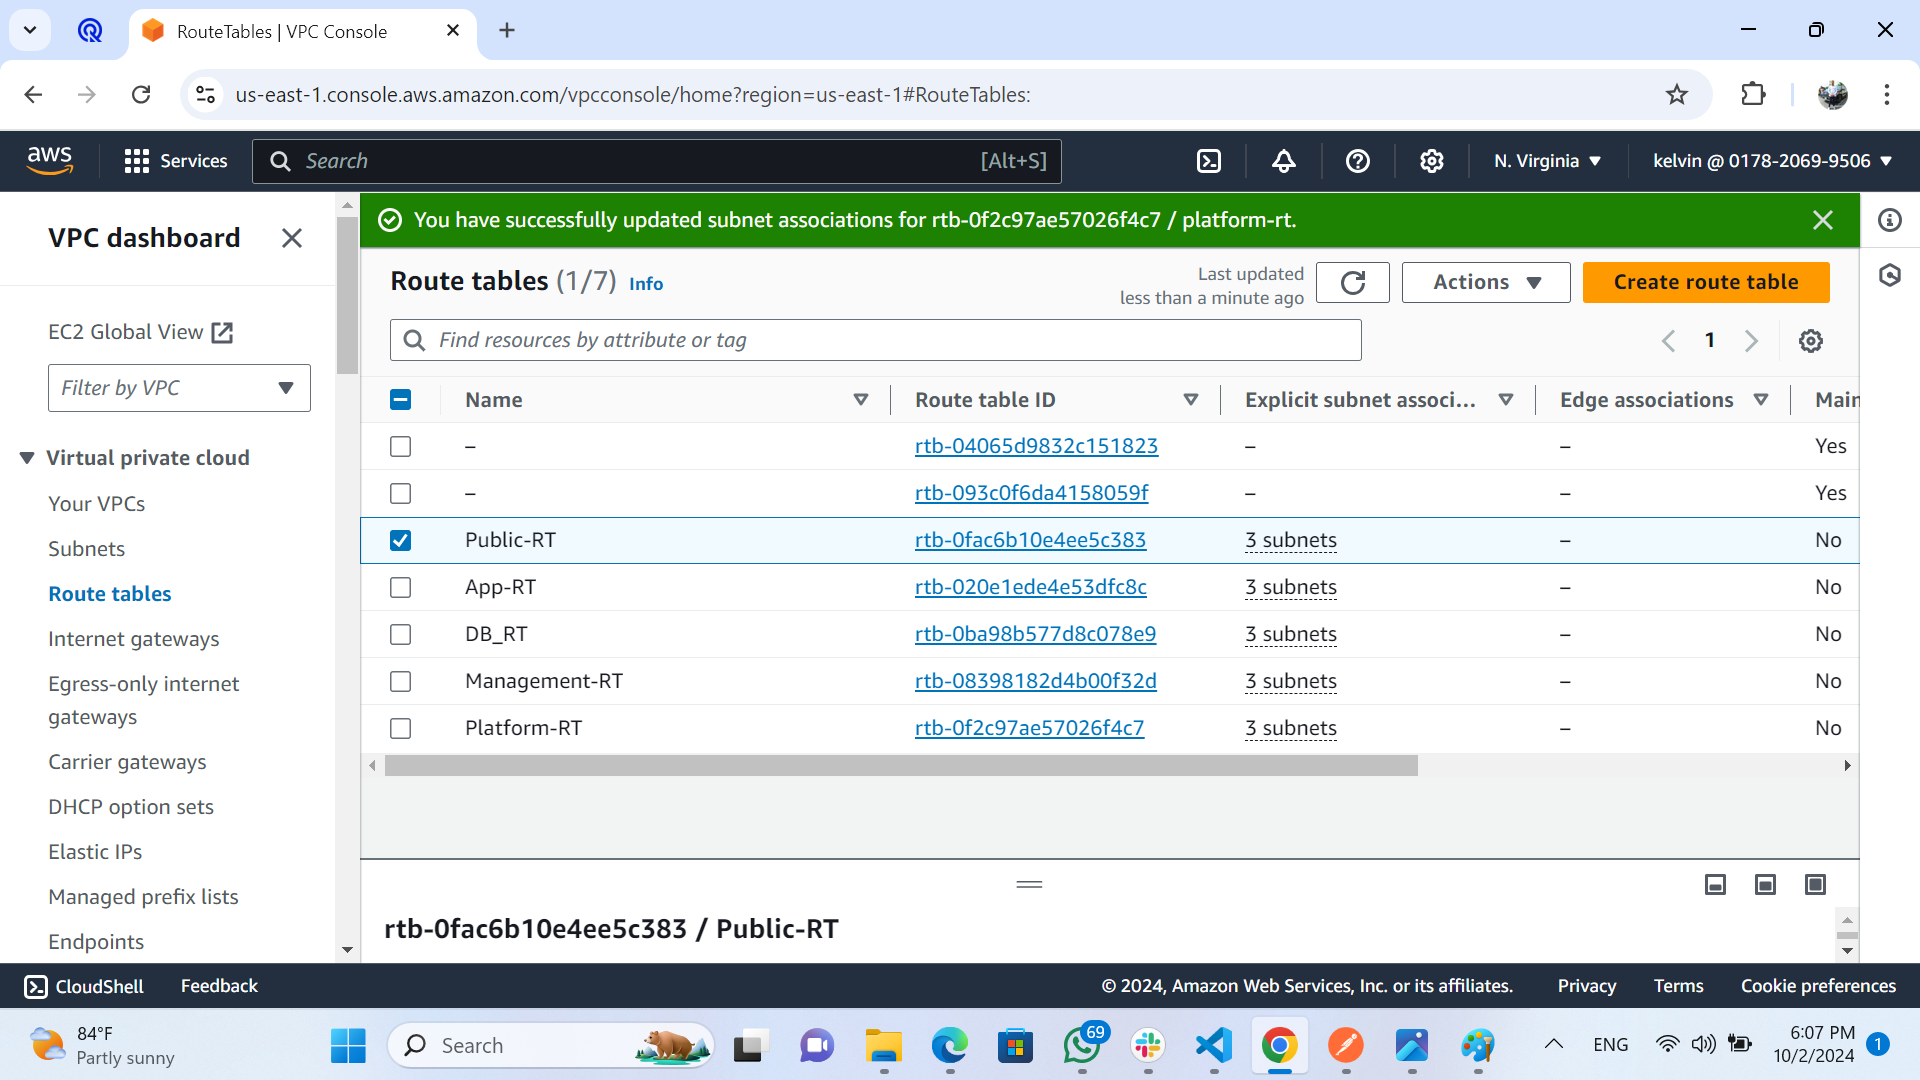 RouteTables | VPC Console
us-east-1.console.aws.amazon.com/vpcconsole/home?region=us-east-1#RouteTables:
aws
Services
Search
[Alt+S]
N. Virginia
kelvin @ 0178-2069-9506
You have successfully updated subnet associations for rtb-0f2c97ae57026f4c7 / platform-rt.
VPC dashboard
EC2 Global View
Filter by VPC
Virtual private cloud
Your VPCs
Subnets
Route tables
Internet gateways
Egress-only internet
gateways
Carrier gateways
DHCP option sets
Elastic IPs
Managed prefix lists
Endpoints
Route tables (1/7) Info
Last updated
less than a minute ago
Actions
Create route table
Find resources by attribute or tag
1
Name Route table ID Explicit subnet associ... Edge associations Main
– rtb-04065d9832c151823 – – Yes
– rtb-093c0f6da4158059f – – Yes
Public-RT rtb-0fac6b10e4ee5c383 3 subnets – No
App-RT rtb-020e1ede4e53dfc8c 3 subnets – No
DB_RT rtb-0ba98b577d8c078e9 3 subnets – No
Management-RT rtb-08398182d4b00f32d 3 subnets – No
Platform-RT rtb-0f2c97ae57026f4c7 3 subnets – No
rtb-0fac6b10e4ee5c383 / Public-RT
CloudShell
Feedback
© 2024, Amazon Web Services, Inc. or its affiliates.
Privacy
Terms
Cookie preferences
84°F
Partly sunny
Search
69
ENG
6:07 PM
10/2/2024
1